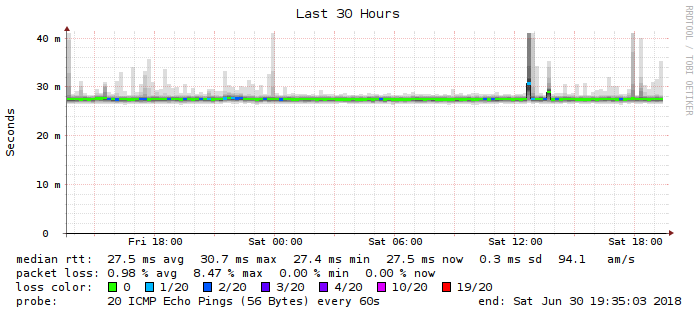 Last 30 Hours
RRDTOOL / TOBI OETIKER
Seconds
40 m
30 m
20 m
10 m
0
Fri 18:00 Sat 00:00 Sat 06:00 Sat 12:00 Sat 18:00
median rtt: 27.5 ms avg 30.7 ms max 27.4 ms min 27.5 ms now 0.3 ms sd 94.1 am/s
packet loss: 0.98 % avg 8.47 % max 0.00 % min 0.00 % now
loss color: 0 1/20 2/20 3/20 4/20 10/20 19/20
probe: 20 ICMP Echo Pings (56 Bytes) every 60s end: Sat Jun 30 19:35:03 2018